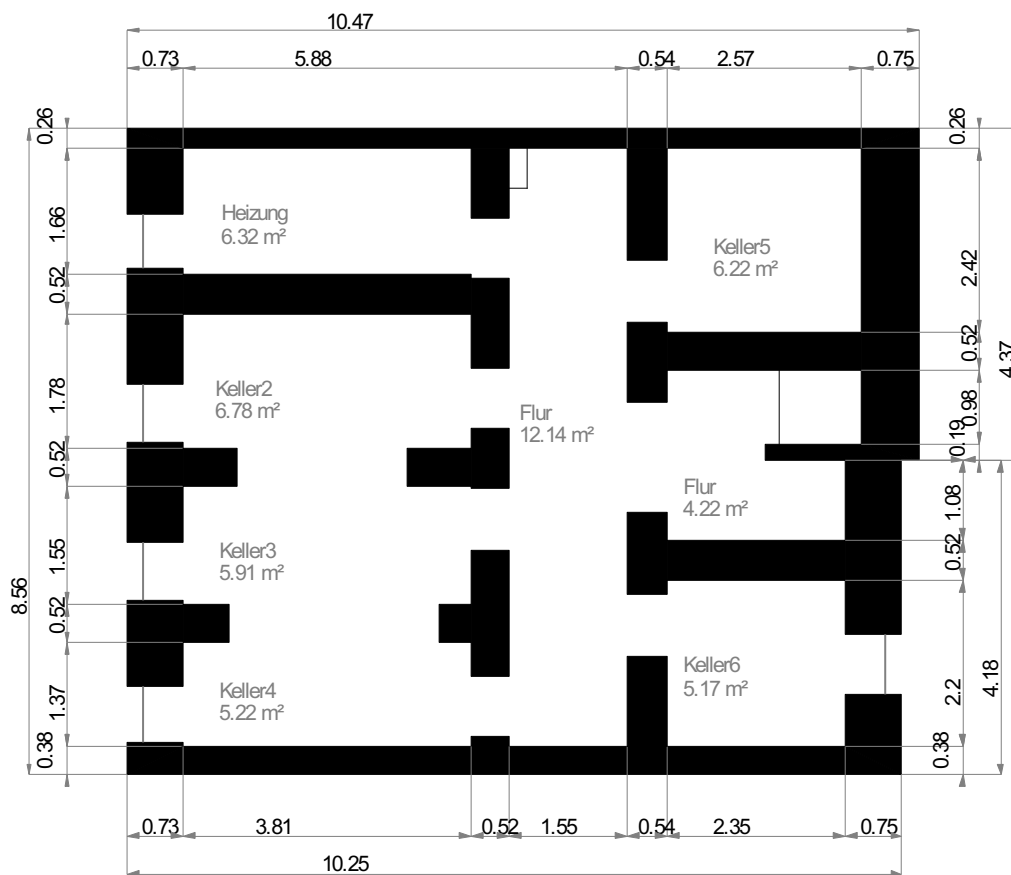 10.47
0.73 5.88 0.54 2.57 0.75
0.26
1.66
0.52
1.78
0.52
1.55
0.52
1.37
0.38
8.56
Heizung
6.32 m²
Keller5
6.22 m²
Keller2
6.78 m²
Flur
12.14 m²
Flur
4.22 m²
Keller3
5.91 m²
Keller4
5.22 m²
Keller6
5.17 m²
0.26
2.42
0.52
0.98
0.19
4.37
1.08
0.52
2.2
0.38
4.18
0.73 3.81 0.52 1.55 0.54 2.35 0.75
10.25